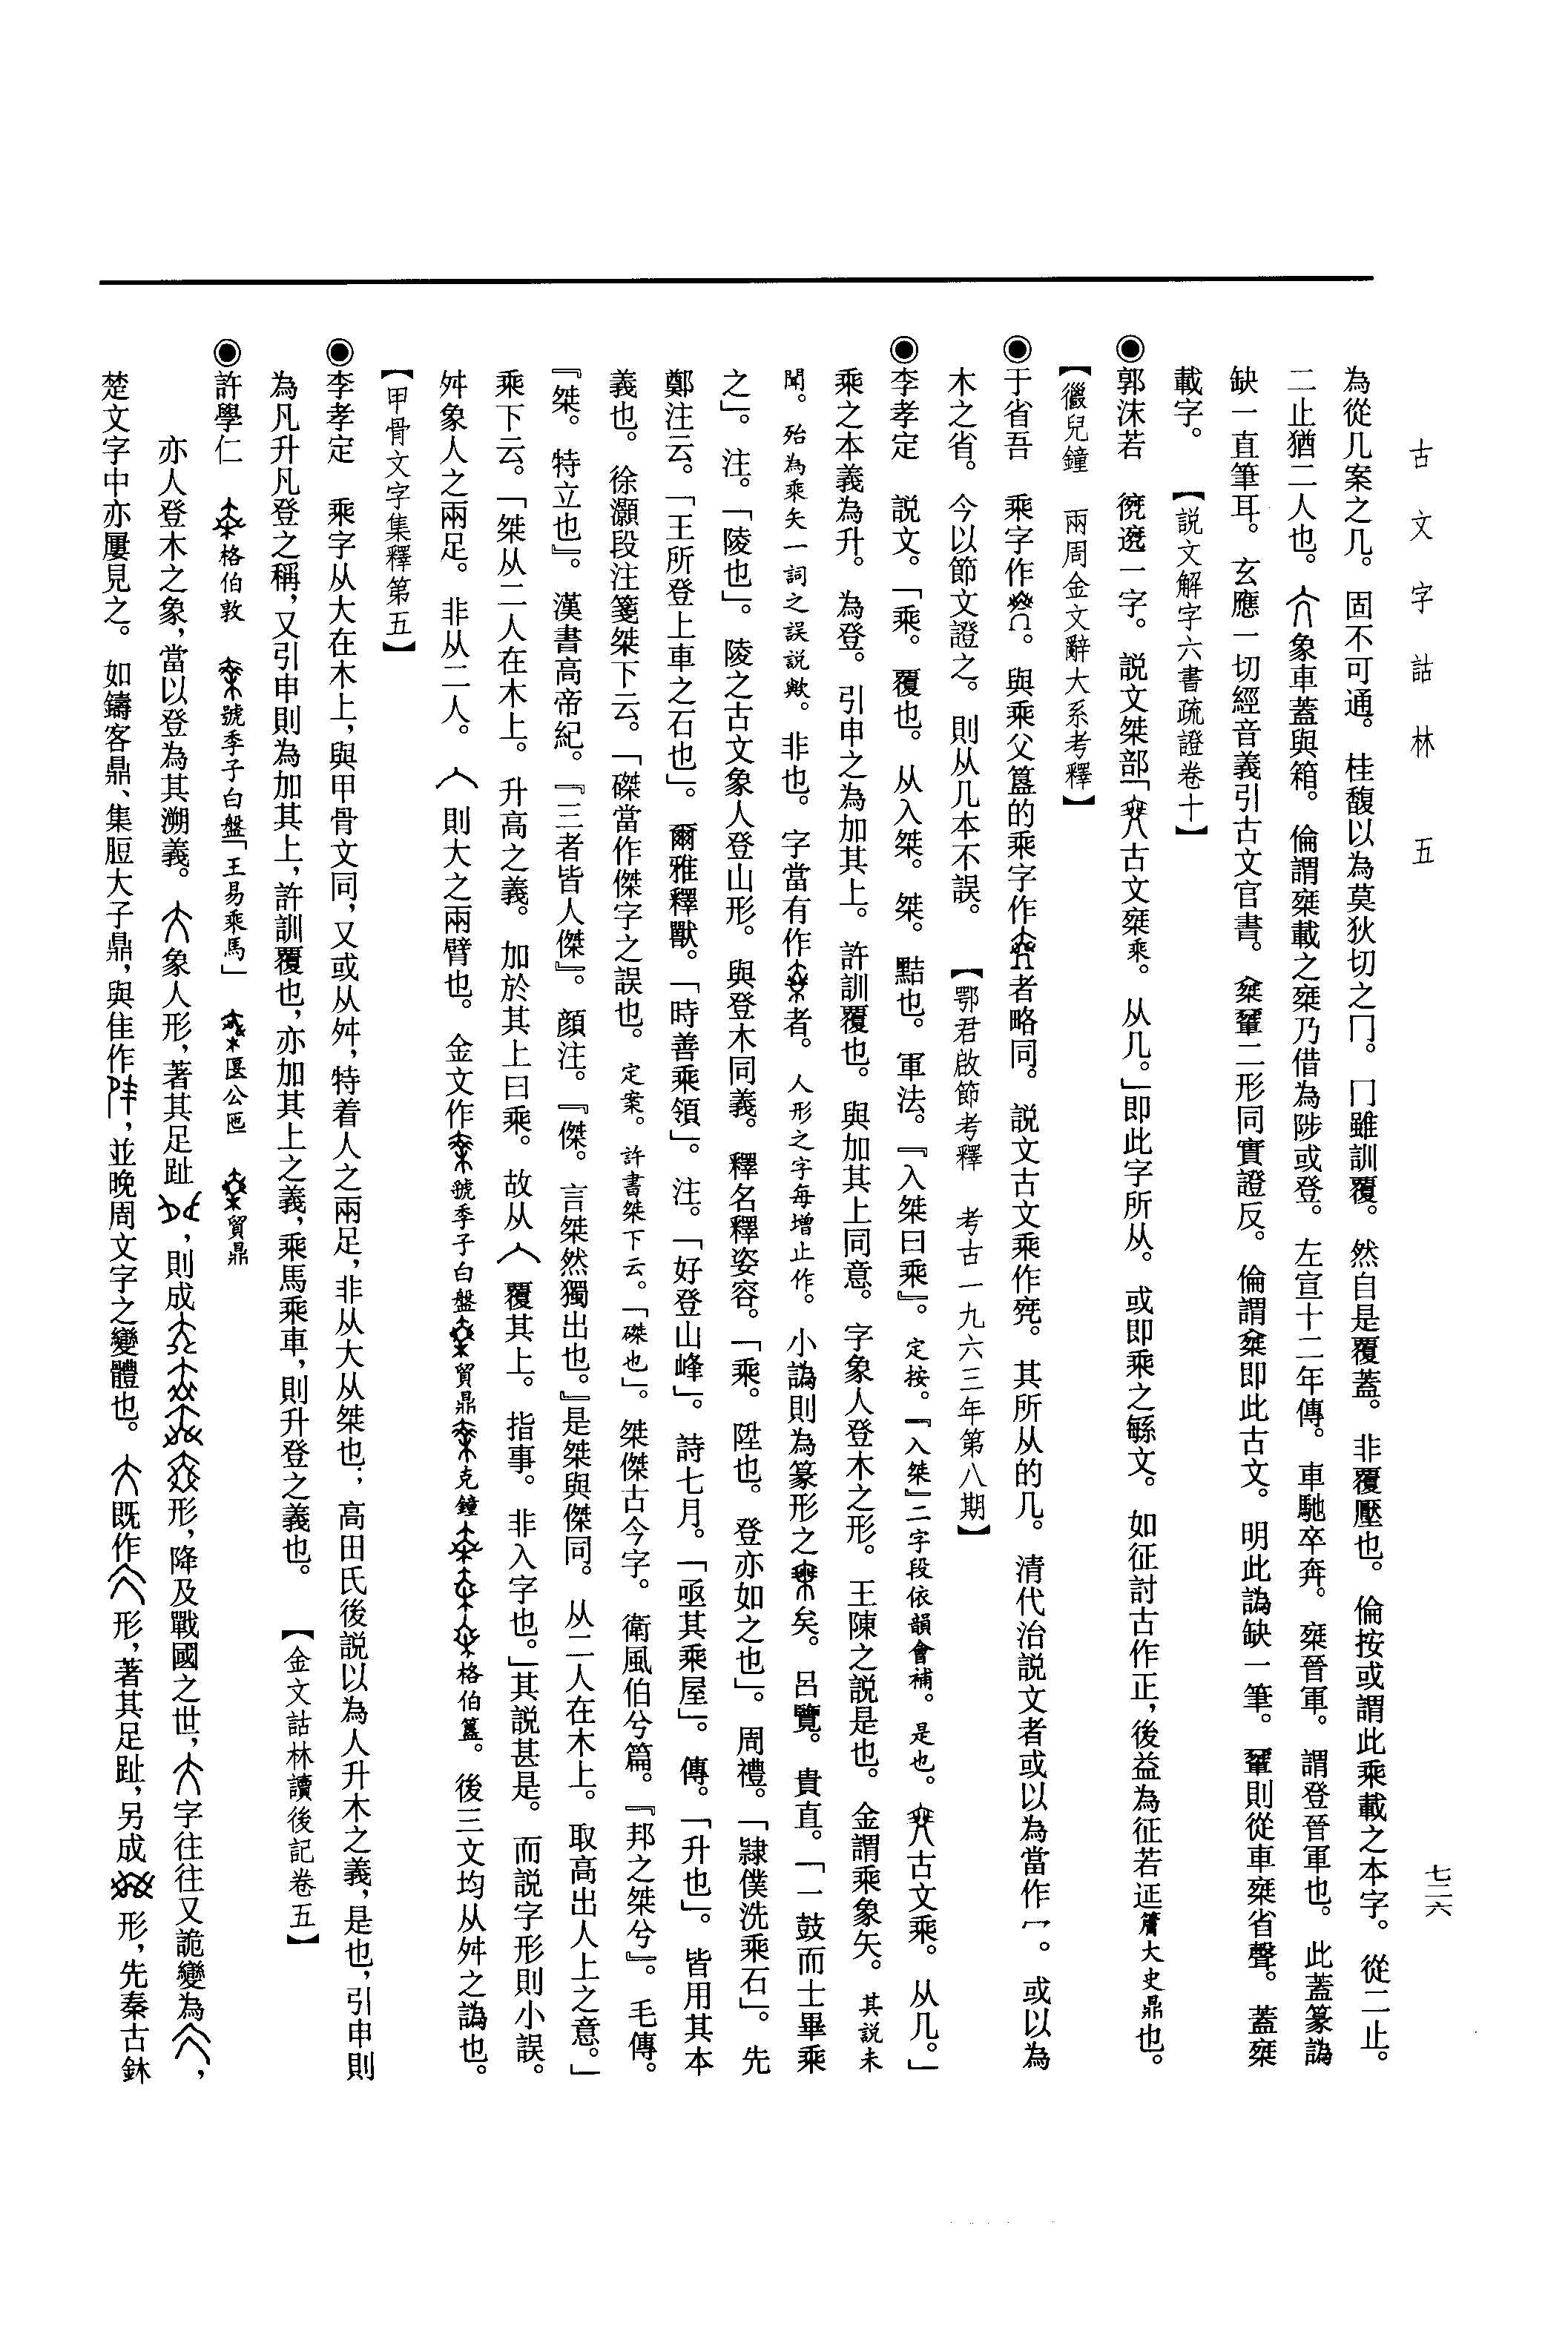 古文字詁林 五
七二六
為從几案之几。固不可通。桂馥以為莫狄切之冂。冂雖訓覆。然自是覆蓋。非覆壓也。倫按或謂此乘載之本字。從二止。
二止猶二人也。象車蓋與箱。倫謂椉載之椉乃借為陟或登。左宣十二年傳。車馳卒奔。椉晉軍。謂登晉軍也。此蓋篆譌
缺一直筆耳。玄應一切經音義引古文官書。二形同實證反。倫謂即此古文。明此譌缺一筆。則從車椉省聲。蓋椉
載字。 【說文解字六書疏證卷十】
◉郭沫若 一字。說文桀部「古文椉乘。从几。」即此字所从。或即乘之繇文。如征討古作正,後益為征若𨒌大史鼎也。
【儠兒鐘 兩周金文辭大系考釋】
◉于省吾 乘字作。與乘父簋的乘字作者略同。說文古文乘作。其所从的几。清代治說文者或以為當作冖。或以為
木之省。今以節文證之。則从几本不誤。 【鄂君啟節考釋 考古一九六三年第八期】
◉李孝定 說文。「乘。覆也。从入桀。桀。黠也。軍法。『入桀曰乘』。定按。『入桀』二字段依韻會補。是也。古文乘。从几。」
乘之本義為升。為登。引申之為加其上。許訓覆也。與加其上同意。字象人登木之形。王陳之說是也。金謂乘象矢。其說未
聞。殆為乘矢一詞之誤說歟。非也。字當有作者。人形之字每增止作。小譌則為篆形之矣。呂覽。貴直。「一鼓而士畢乘
之」。注。「陵也」。陵之古文象人登山形。與登木同義。釋名釋姿容。「乘。陞也。登亦如之也」。周禮。「隸僕洗乘石」。先
鄭注云。「王所登上車之石也」。爾雅釋獸。「時善乘領」。注。「好登山峰」。詩七月。「亟其乘屋」。傳。「升也」。皆用其本
義也。徐灝段注箋桀下云。「磔當作傑字之誤也。定案。許書桀下云。「磔也」。桀傑古今字。衛風伯兮篇。『邦之桀兮』。毛傳。
『桀。特立也』。漢書高帝紀。『三者皆人傑』。顏注。『傑。言桀然獨出也。』是桀與傑同。从二人在木上。取高出人上之意。」
乘下云。「桀从二人在木上。升高之義。加於其上曰乘。故从覆其上。指事。非入字也。」其說甚是。而說字形則小誤。
舛象人之兩足。非从二人。則大之兩臂也。金文作虢季子白盤貿鼎克鐘格伯簋。後三文均从舛之譌也。
【甲骨文字集釋第五】
◉李孝定 乘字从大在木上,與甲骨文同,又或从舛,特着人之兩足,非从大从桀也;高田氏後說以為人升木之義,是也,引申則
為凡升凡登之稱,又引申則為加其上,許訓覆也,亦加其上之義,乘馬乘車,則升登之義也。 【金文詁林讀後記卷五】
◉許學仁 格伯敦 虢季子白盤「王易乘馬」 匽公匜 貿鼎
亦人登木之象,當以登為其溯義。象人形,著其足趾,則成形,降及戰國之世,字往往又詭變為,
楚文字中亦屢見之。如鑄客鼎、集脰大子鼎,與隹作,並晚周文字之變體也。既作形,著其足趾,另成形,先秦古鉥